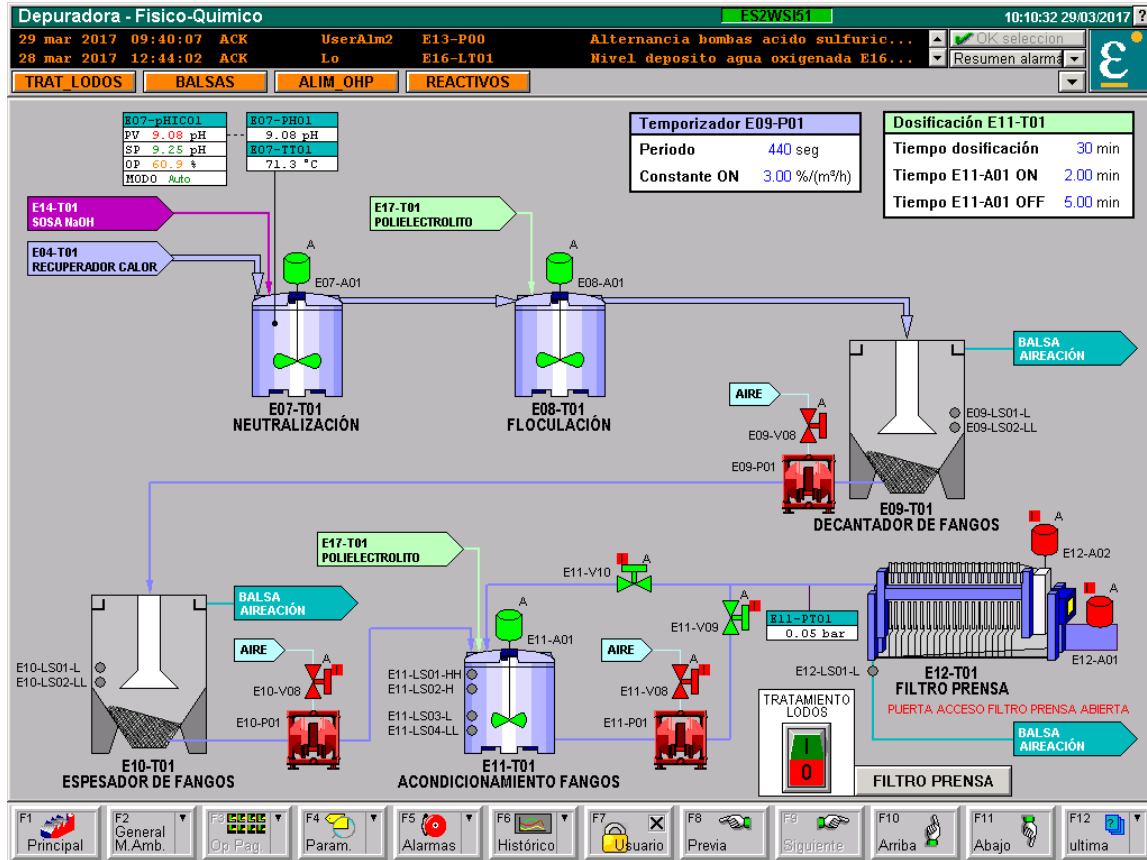 Depuradora - Fisico-Quimico
ES2WSI51
10:10:32 29/03/2017
?
29 mar 2017 09:40:07 ACK UserAlm2 E13-P00 Alternancia bombas acido sulfuric...
OK seleccion
28 mar 2017 12:44:02 ACK Lo E16-LT01 Nivel deposito agua oxigenada E16...
Resumen alarma
TRAT_LODOS BALSAS ALIM_OHP REACTIVOS
E07-pHIC01
PV 9.08 pH
SP 9.25 pH
OP 60.9 %
MODO Auto
E07-PH01
9.08 pH
E07-TT01
71.3 °C
Temporizador E09-P01
Periodo 440 seg
Constante ON 3.00 %/(m³/h)
Dosificación E11-T01
Tiempo dosificación 30 min
Tiempo E11-A01 ON 2.00 min
Tiempo E11-A01 OFF 5.00 min
E14-T01
SOSA NaOH
E04-T01
RECUPERADOR CALOR
E17-T01
POLIELECTROLITO
A
E07-A01
A
E08-A01
E07-T01
NEUTRALIZACIÓN
E08-T01
FLOCULACIÓN
BALSA
AIREACIÓN
AIRE
A
E09-V08
E09-P01
E09-LS01-L
E09-LS02-LL
E09-T01
DECANTADOR DE FANGOS
E17-T01
POLIELECTROLITO
E11-V10
I
A
I
A
E12-A02
BALSA
AIREACIÓN
A
E11-A01
E11-V09
A
I
E11-PT01
0.05 bar
A
I
E12-A01
E10-LS01-L
E10-LS02-LL
AIRE
A
I
E10-V08
E10-P01
E11-LS01-HH
E11-LS02-H
E11-LS03-L
E11-LS04-LL
AIRE
A
I
E11-V08
E11-P01
E12-LS01-L
E12-T01
FILTRO PRENSA
PUERTA ACCESO FILTRO PRENSA ABIERTA
TRATAMIENTO
LODOS
I
0
BALSA
AIREACIÓN
E10-T01
ESPESADOR DE FANGOS
E11-T01
ACONDICIONAMIENTO FANGOS
FILTRO PRENSA
F1 Principal
F2 General M.Amb.
F3 Op Pag.
F4 Param.
F5 Alarmas
F6 Histórico
F7 Usuario
F8 Previa
F9 Siguiente
F10 Arriba
F11 Abajo
F12 ultima